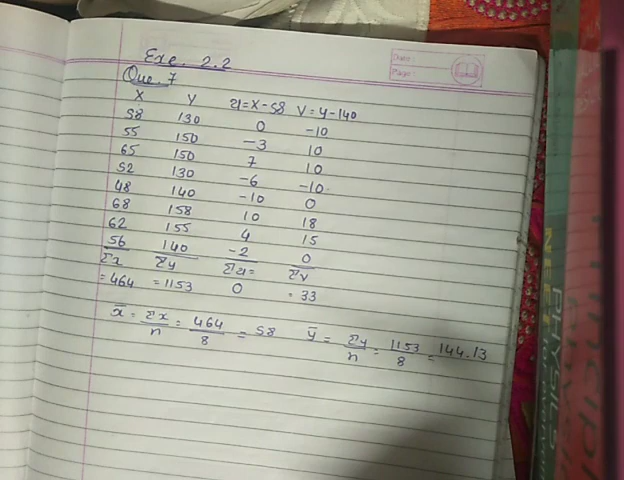 Exe. 2.2
Date:
Page:
Que. 7
X Y u=X-58 V=Y-140
58 130 0 -10
55 150 -3 10
65 150 7 10
52 130 -6 -10
48 140 -10 0
68 158 10 18
62 155 4 15
56 140 -2 0
Σx Σy Σu= Σv
=464 =1153 0 = 33
x̄ = Σx/n = 464/8 = 58 ȳ = Σy/n = 1153/8 = 144.13
PHYSICS